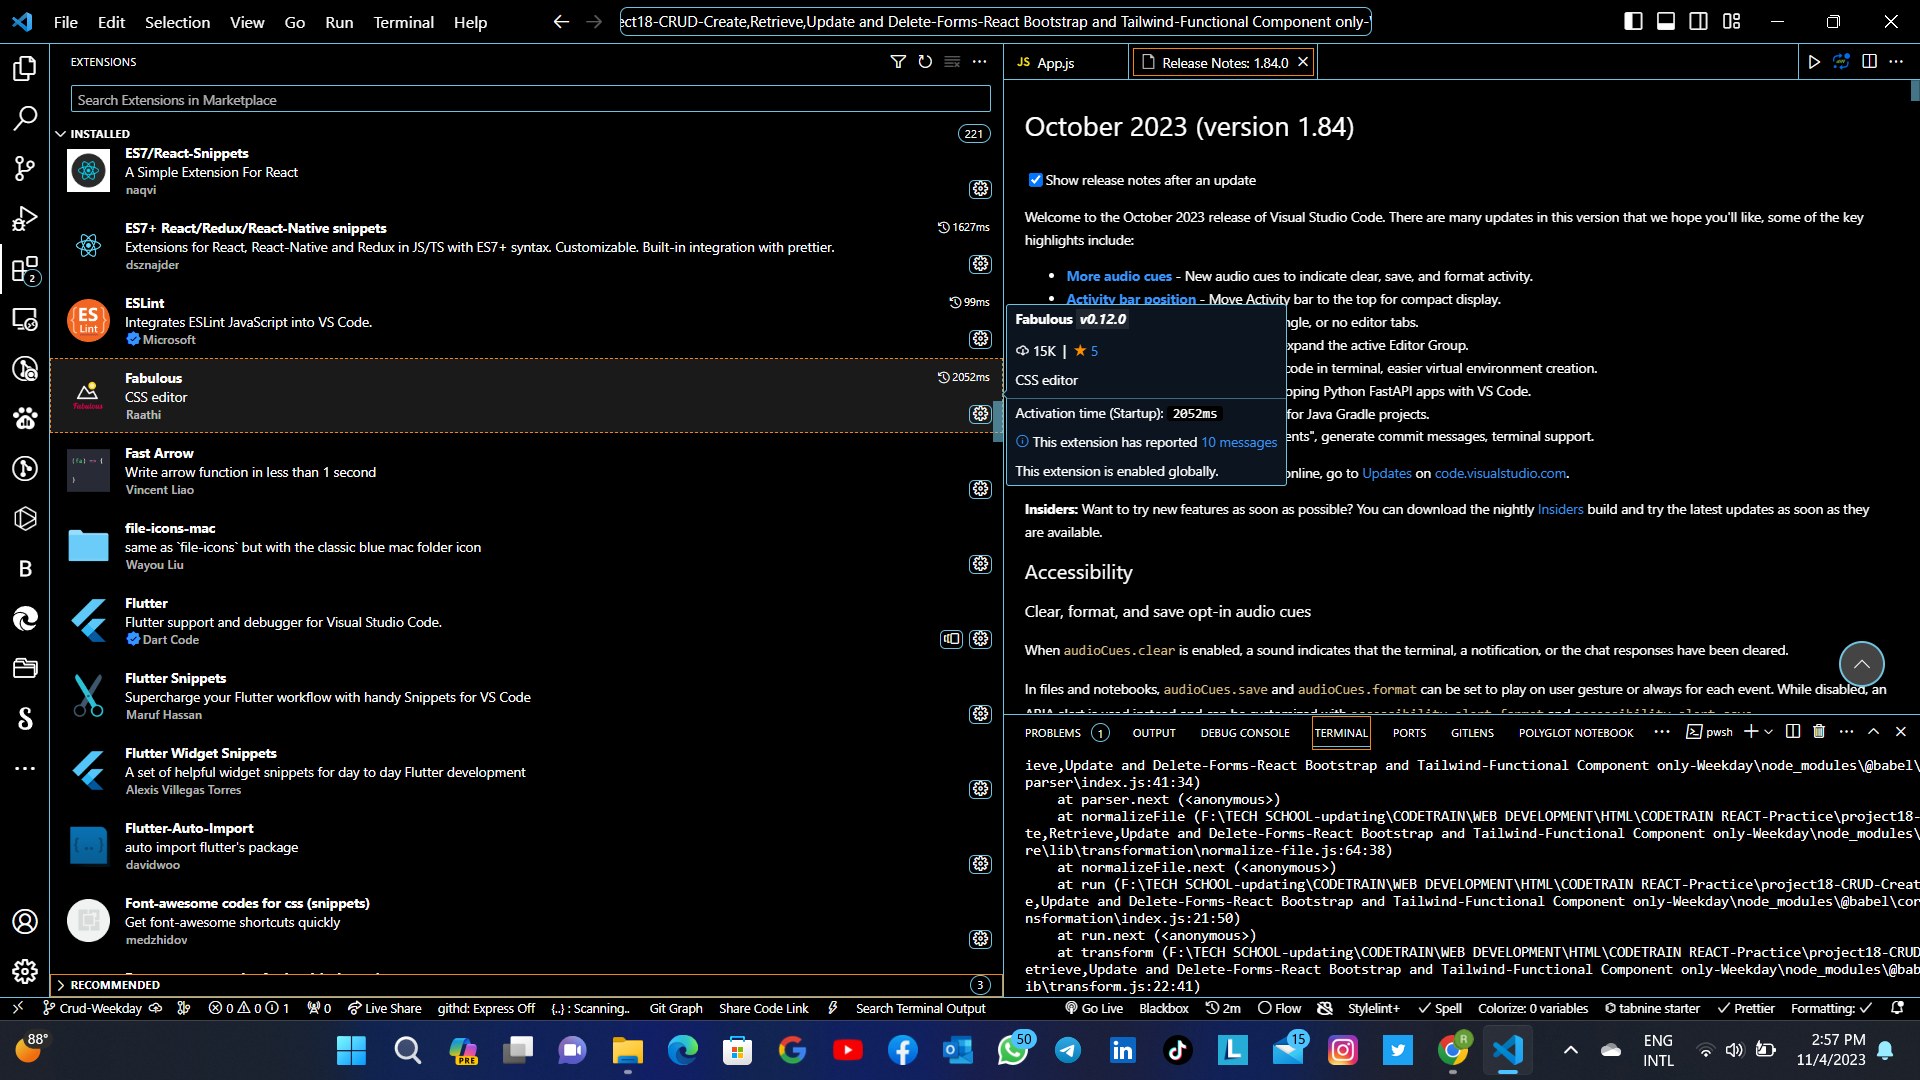 File Edit Selection View Go Run Terminal Help
ect18-CRUD-Create,Retrieve,Update and Delete-Forms-React Bootstrap and Tailwind-Functional Component only-
EXTENSIONS
Search Extensions in Marketplace
INSTALLED 221
ES7/React-Snippets
A Simple Extension For React
naqvi
ES7+ React/Redux/React-Native snippets 1627ms
Extensions for React, React-Native and Redux in JS/TS with ES7+ syntax. Customizable. Built-in integration with prettier.
dsznajder
ESLint 99ms
Integrates ESLint JavaScript into VS Code.
Microsoft
ES
Lint
Fabulous 2052ms
CSS editor
Raathi
Fabulous
Fast Arrow
Write arrow function in less than 1 second
Vincent Liao
file-icons-mac
same as `file-icons` but with the classic blue mac folder icon
Wayou Liu
Flutter
Flutter support and debugger for Visual Studio Code.
Dart Code
Flutter Snippets
Supercharge your Flutter workflow with handy Snippets for VS Code
Maruf Hassan
Flutter Widget Snippets
A set of helpful widget snippets for day to day Flutter development
Alexis Villegas Torres
Flutter-Auto-Import
auto import flutter's package
davidwoo
Font-awesome codes for css (snippets)
Get font-awesome shortcuts quickly
medzhidov
RECOMMENDED 3
2
B
JS App.js
Release Notes: 1.84.0
October 2023 (version 1.84)
Show release notes after an update
Welcome to the October 2023 release of Visual Studio Code. There are many updates in this version that we hope you'll like, some of the key
highlights include:
• More audio cues - New audio cues to indicate clear, save, and format activity.
• Activity bar position - Move Activity bar to the top for compact display.
ngle, or no editor tabs.
xpand the active Editor Group.
code in terminal, easier virtual environment creation.
oping Python FastAPI apps with VS Code.
for Java Gradle projects.
ents", generate commit messages, terminal support.
online, go to Updates on code.visualstudio.com.
Fabulous v0.12.0
15K | 5
CSS editor
Activation time (Startup): 2052ms
This extension has reported 10 messages
This extension is enabled globally.
Insiders: Want to try new features as soon as possible? You can download the nightly Insiders build and try the latest updates as soon as they
are available.
Accessibility
Clear, format, and save opt-in audio cues
When audioCues.clear is enabled, a sound indicates that the terminal, a notification, or the chat responses have been cleared.
In files and notebooks, audioCues.save and audioCues.format can be set to play on user gesture or always for each event. While disabled, an
ARIA alert is used instead and can be customized with accessibility.alert.format and accessibility.alert.save
PROBLEMS 1 OUTPUT DEBUG CONSOLE TERMINAL PORTS GITLENS POLYGLOT NOTEBOOK pwsh
ieve,Update and Delete-Forms-React Bootstrap and Tailwind-Functional Component only-Weekday\node_modules\@babel\
parser\index.js:41:34)
at parser.next (<anonymous>)
at normalizeFile (F:\TECH SCHOOL-updating\CODETRAIN\WEB DEVELOPMENT\HTML\CODETRAIN REACT-Practice\project18-
te,Retrieve,Update and Delete-Forms-React Bootstrap and Tailwind-Functional Component only-Weekday\node_modules\
re\lib\transformation\normalize-file.js:64:38)
at normalizeFile.next (<anonymous>)
at run (F:\TECH SCHOOL-updating\CODETRAIN\WEB DEVELOPMENT\HTML\CODETRAIN REACT-Practice\project18-CRUD-Creat
e,Update and Delete-Forms-React Bootstrap and Tailwind-Functional Component only-Weekday\node_modules\@babel\cor
nsformation\index.js:21:50)
at run.next (<anonymous>)
at transform (F:\TECH SCHOOL-updating\CODETRAIN\WEB DEVELOPMENT\HTML\CODETRAIN REACT-Practice\project18-CRUD
etrieve,Update and Delete-Forms-React Bootstrap and Tailwind-Functional Component only-Weekday\node_modules\@bab
ib\transform.js:22:41)
Crud-Weekday 0 0 1 0 Live Share githd: Express Off {..} : Scanning.. Git Graph Share Code Link Search Terminal Output Go Live Blackbox 2m Flow Stylelint+ Spell Colorize: 0 variables tabnine starter Prettier Formatting:
88° PRE 50 15 R ENG 2:57 PM
INTL 11/4/2023